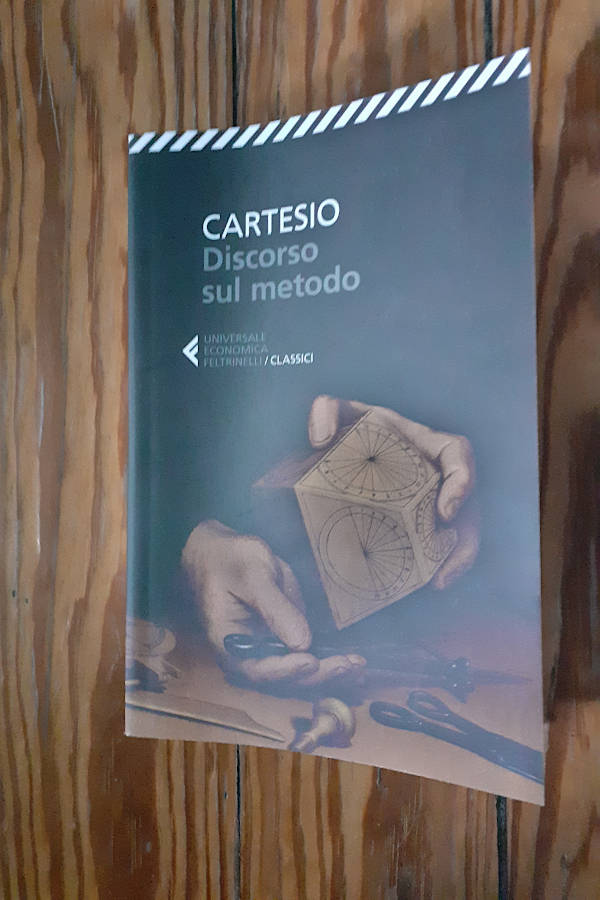 CARTESIO
Discorso
sul metodo
UNIVERSALE
ECONOMICA
FELTRINELLI/CLASSICI